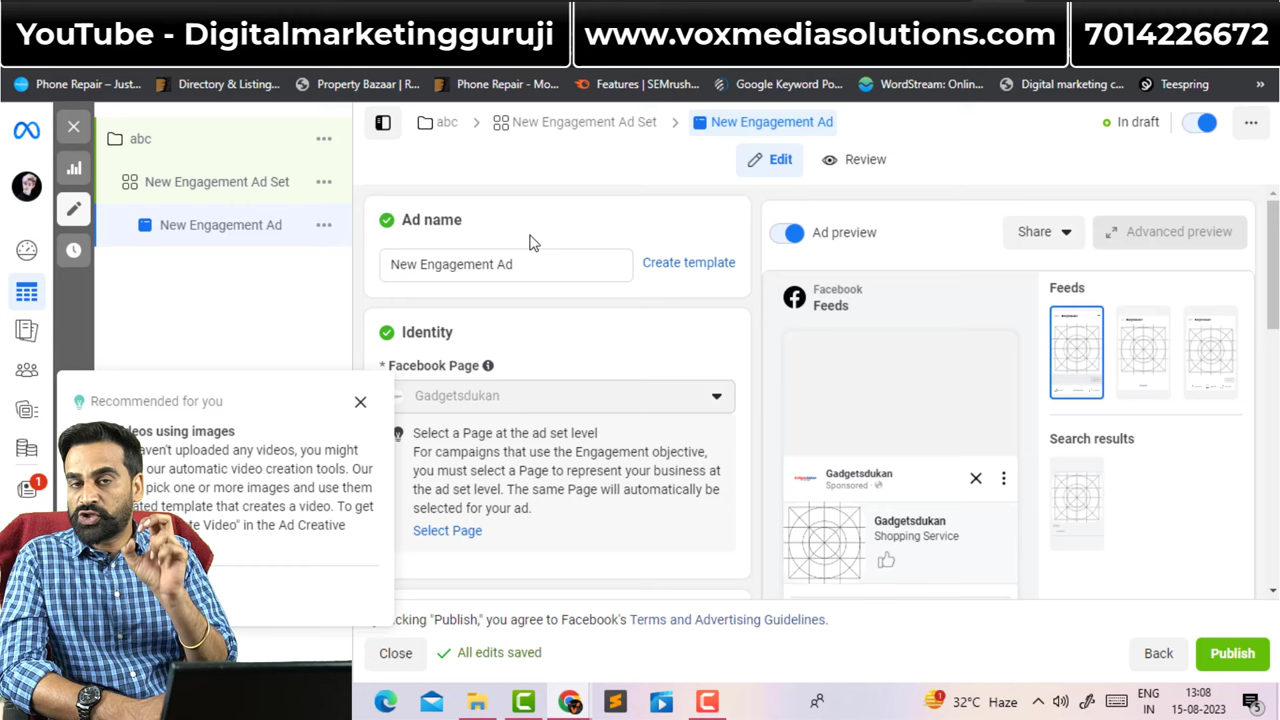 YouTube - Digitalmarketingguruji
www.voxmediasolutions.com
7014226672
Phone Repair – Just...
Directory & Listing...
Property Bazaar | R...
Phone Repair - Mo...
Features | SEMrush...
Google Keyword Po...
WordStream: Onlin...
Digital marketing c...
Teespring
»
abc
New Engagement Ad Set
New Engagement Ad
In draft
Edit
Review
abc
New Engagement Ad Set
New Engagement Ad
Ad name
New Engagement Ad
Create template
Identity
* Facebook Page
Gadgetsdukan
Select a Page at the ad set level
For campaigns that use the Engagement objective,
you must select a Page to represent your business at
the ad set level. The same Page will automatically be
selected for your ad.
Select Page
Ad preview
Share
Advanced preview
Facebook
Feeds
Gadgetsdukan
Sponsored ·
Gadgetsdukan
Shopping Service
Feeds
Search results
Recommended for you
using images
haven't uploaded any videos, you might
our automatic video creation tools. Our
pick one or more images and use them
template that creates a video. To get
Video" in the Ad Creative
1
"Publish," you agree to Facebook's Terms and Advertising Guidelines.
Close
All edits saved
Back
Publish
1
32°C Haze
ENG
IN
13:08
15-08-2023
5